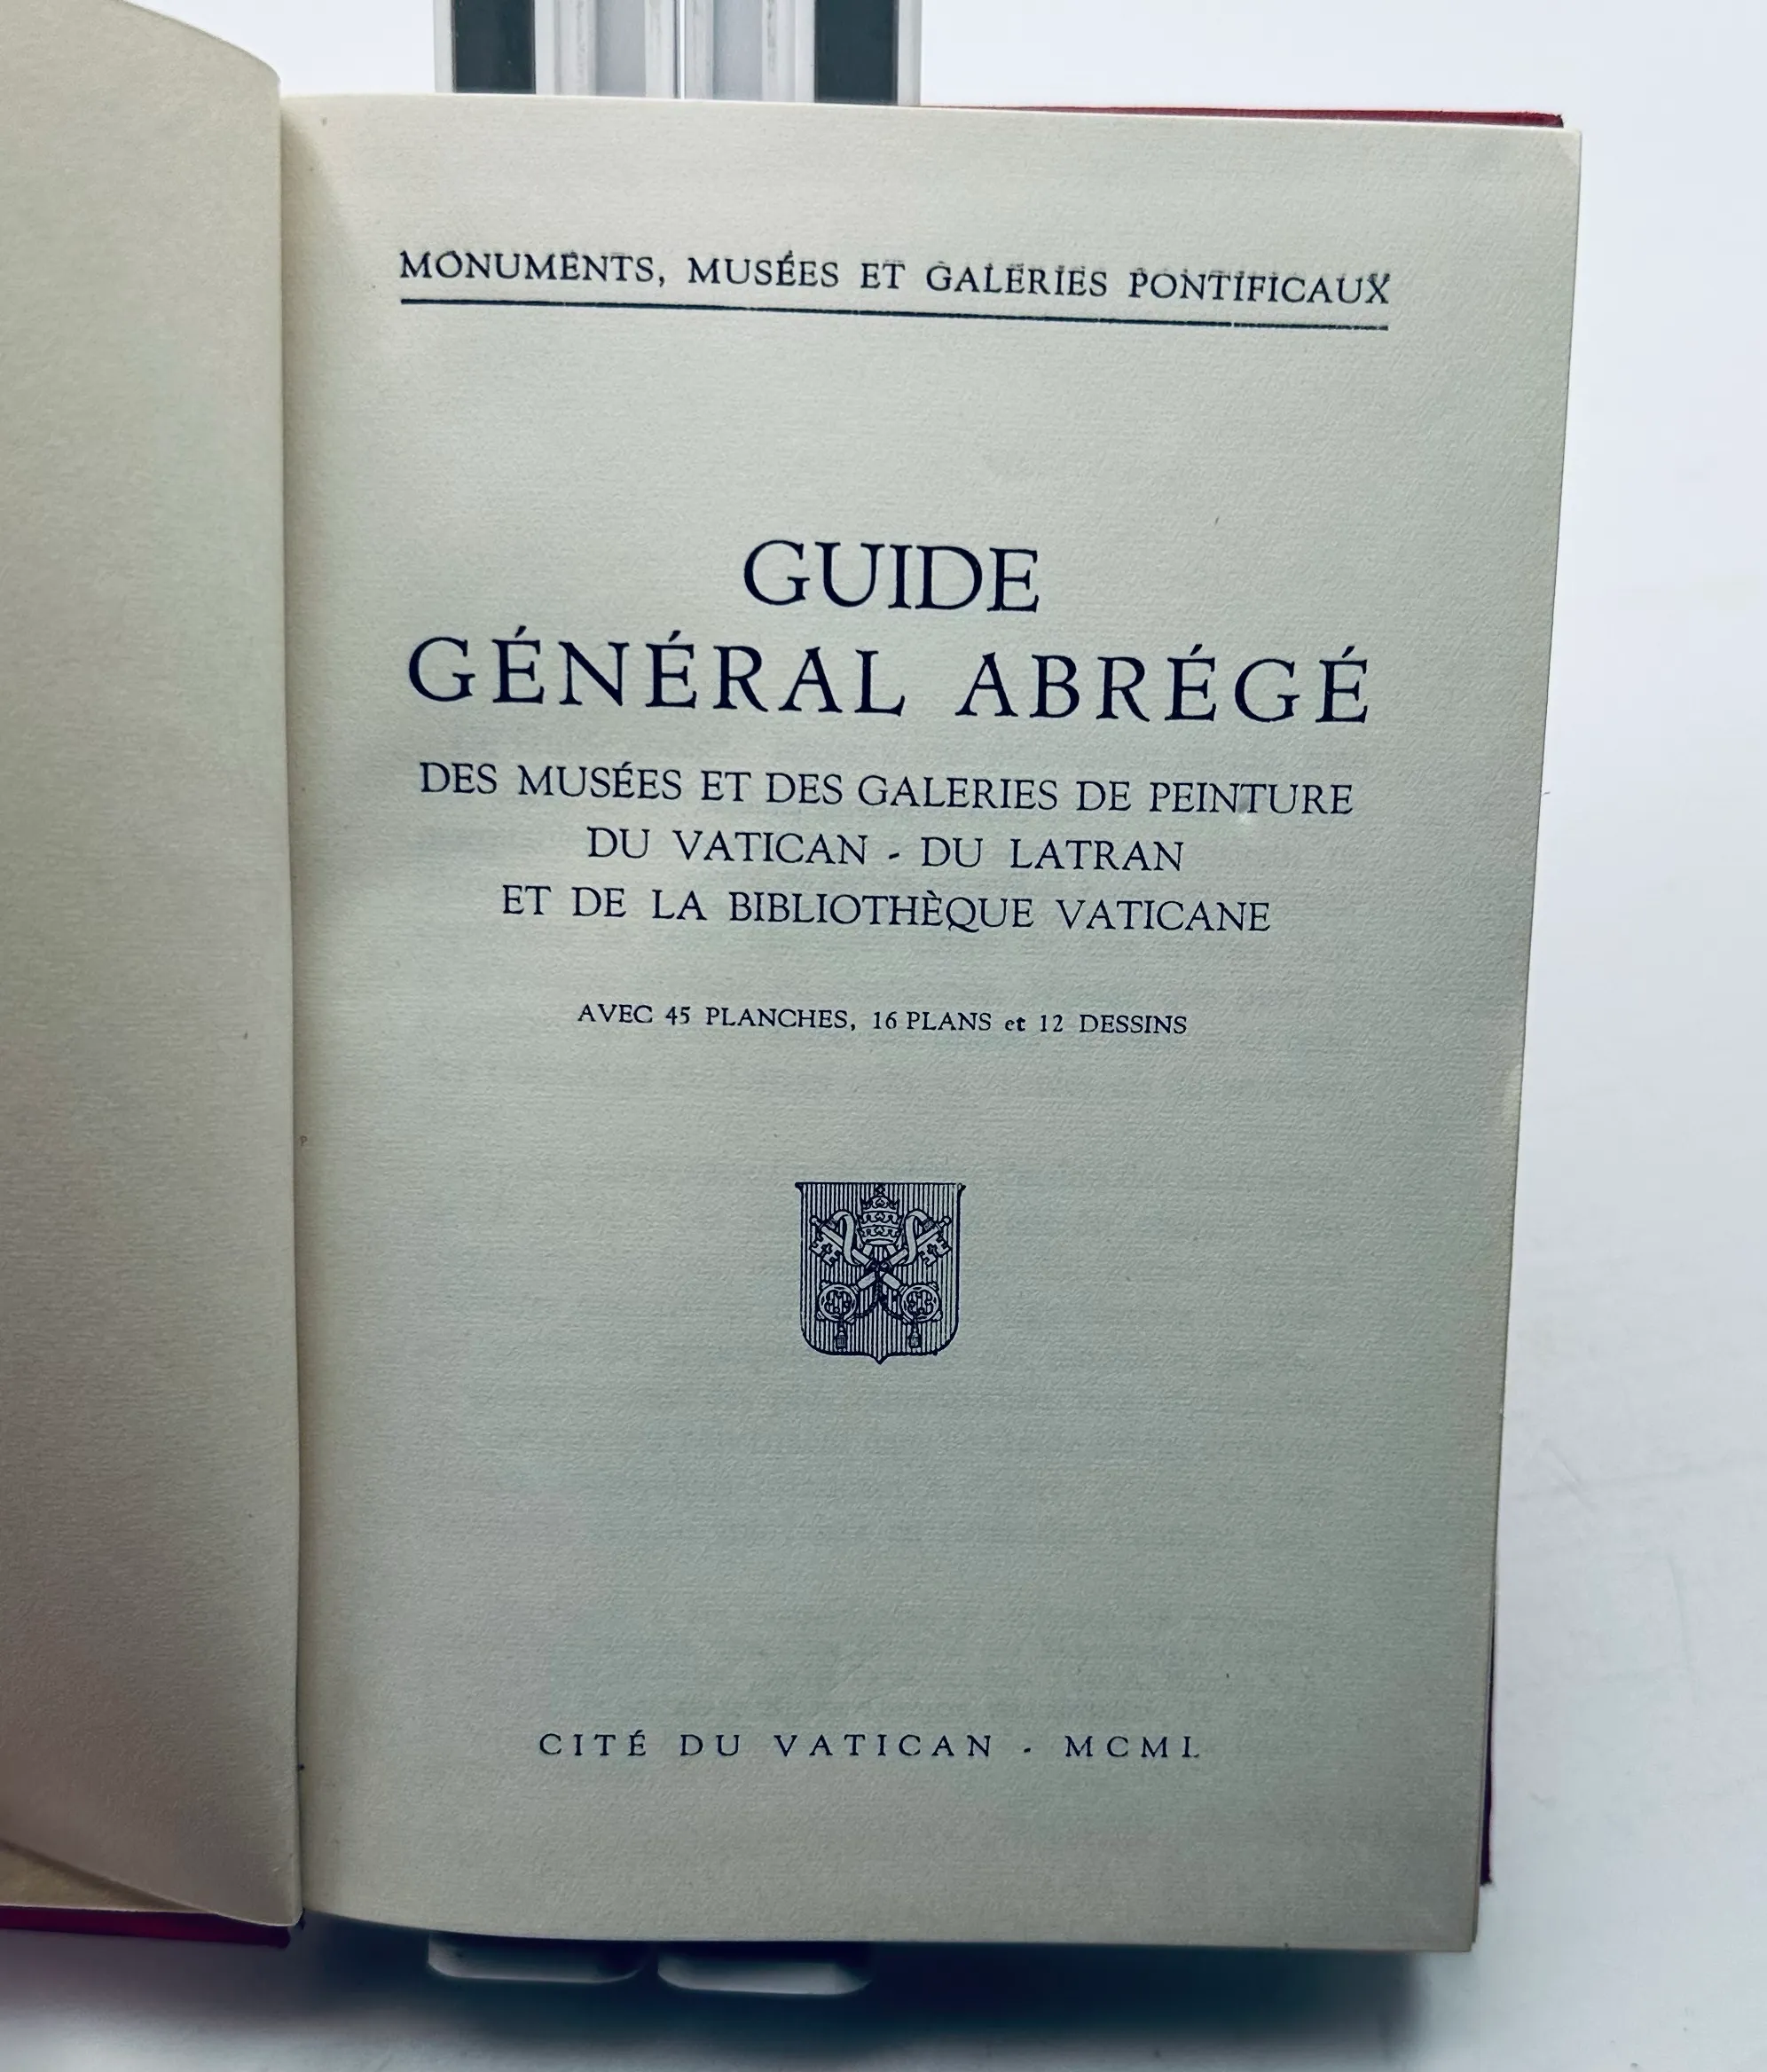 MONUMENTS, MUSÉES ET GALERIES PONTIFICAUX
GUIDE
GÉNÉRAL ABRÉGÉ
DES MUSÉES ET DES GALERIES DE PEINTURE
DU VATICAN - DU LATRAN
ET DE LA BIBLIOTHÈQUE VATICANE
AVEC 45 PLANCHES, 16 PLANS et 12 DESSINS
CITÉ DU VATICAN - MCML